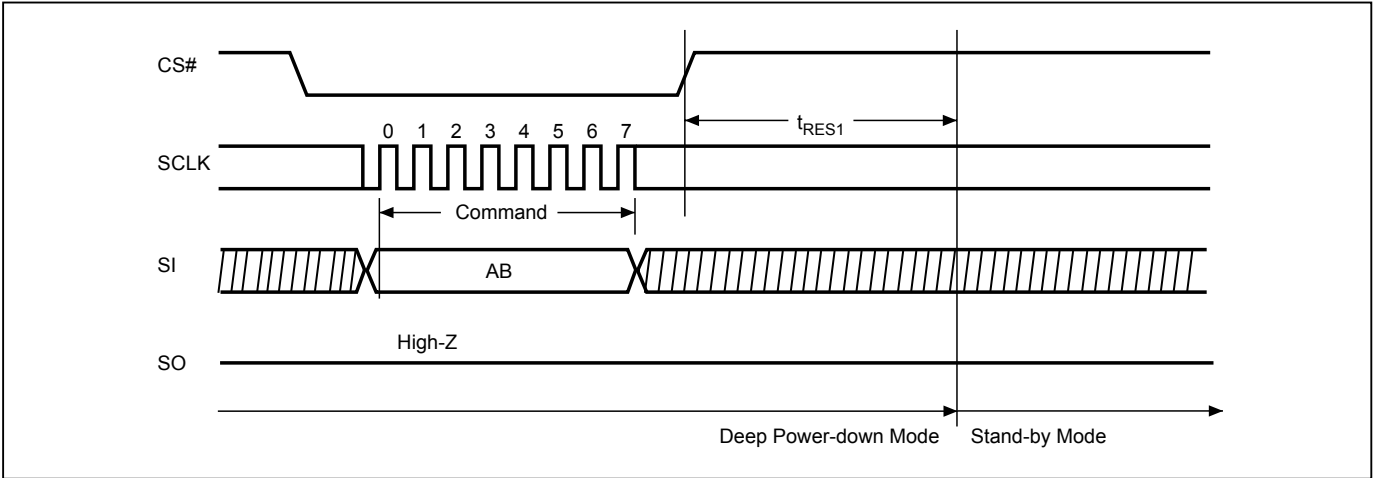 CS#
tRES1
0 1 2 3 4 5 6 7
SCLK
Command
SI
AB
High-Z
SO
Deep Power-down Mode Stand-by Mode